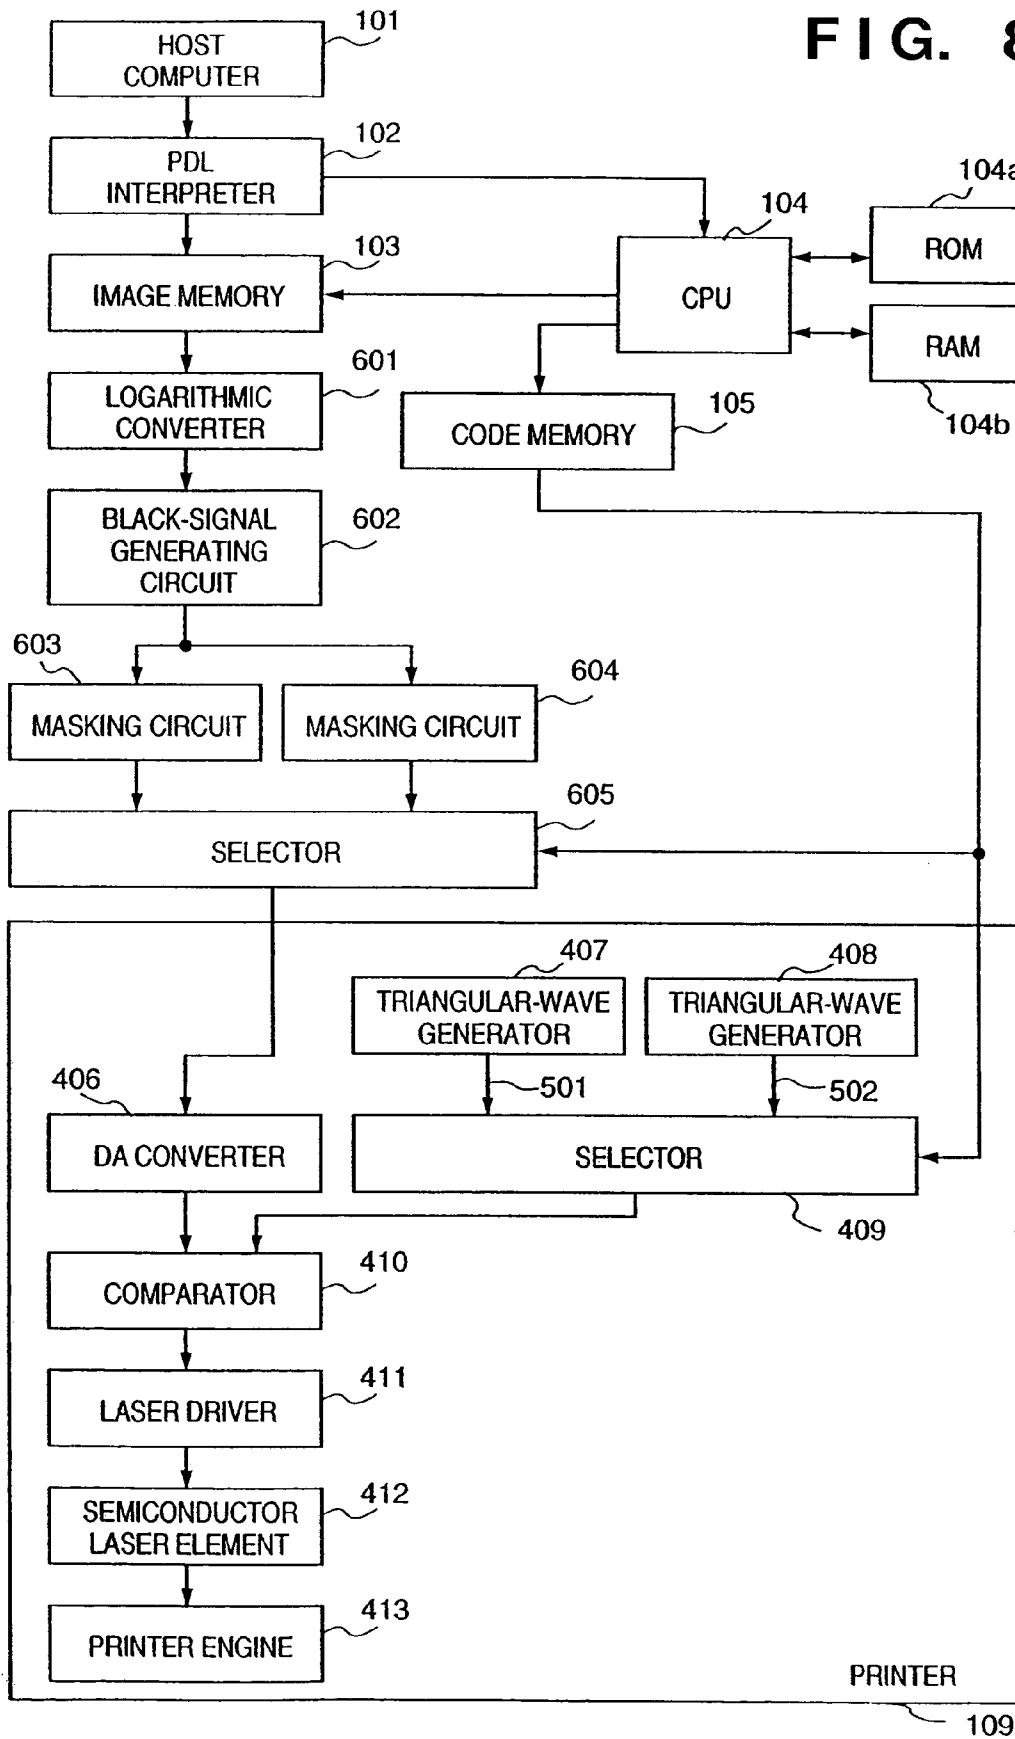 FIG. 8
101
HOST
COMPUTER
102
PDL
INTERPRETER
104a
104
ROM
103
IMAGE MEMORY
CPU
RAM
601
LOGARITHMIC
CONVERTER
105
104b
CODE MEMORY
602
BLACK-SIGNAL
GENERATING
CIRCUIT
603
604
MASKING CIRCUIT
MASKING CIRCUIT
605
SELECTOR
407
408
TRIANGULAR-WAVE
GENERATOR
TRIANGULAR-WAVE
GENERATOR
406
501
502
DA CONVERTER
SELECTOR
409
410
COMPARATOR
411
LASER DRIVER
412
SEMICONDUCTOR
LASER ELEMENT
413
PRINTER ENGINE
PRINTER
109